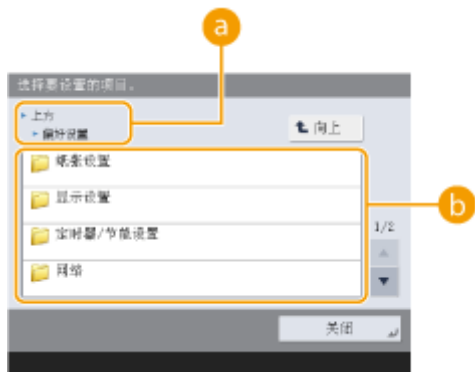 a
选择要设置的项目。
上方
偏好设置
向上
纸张设置
显示设置
定时器/节能设置
网络
b
1/2
关闭